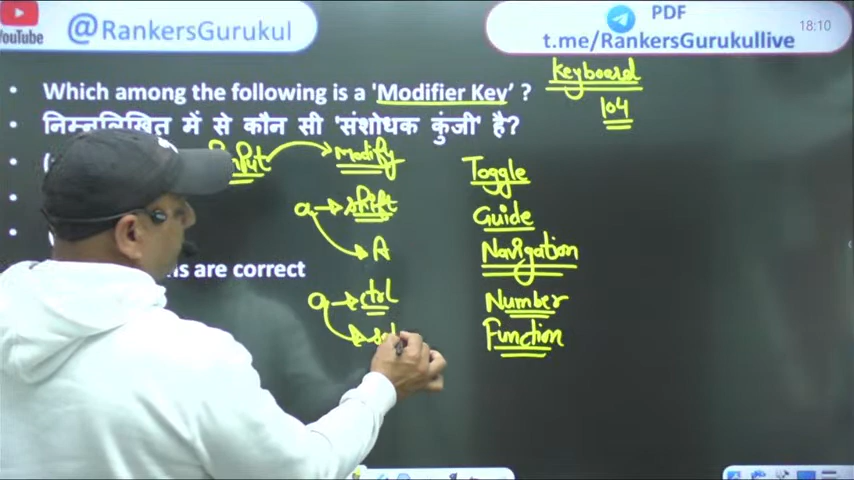 YouTube
@RankersGurukul
PDF
t.me/RankersGurukullive
18:10
Which among the following is a 'Modifier Key' ?
निम्नलिखित में से कौन सी 'संशोधक कुंजी' है?
keyboard
104
Modify
Toggle
a → shift
Guide
A
Navigation
ns are correct
a → ctrl
Number
Function